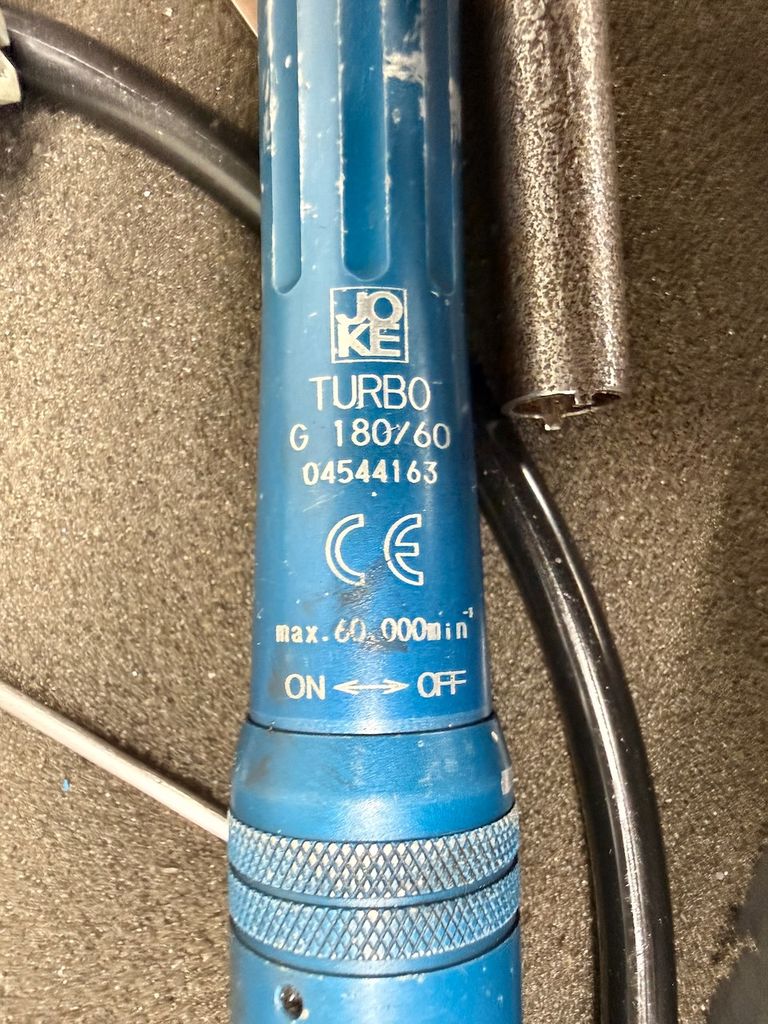 JO
KE
TURBO
G 180/60
04544163
CE
max.60.000min⁻¹
ON ↔ OFF